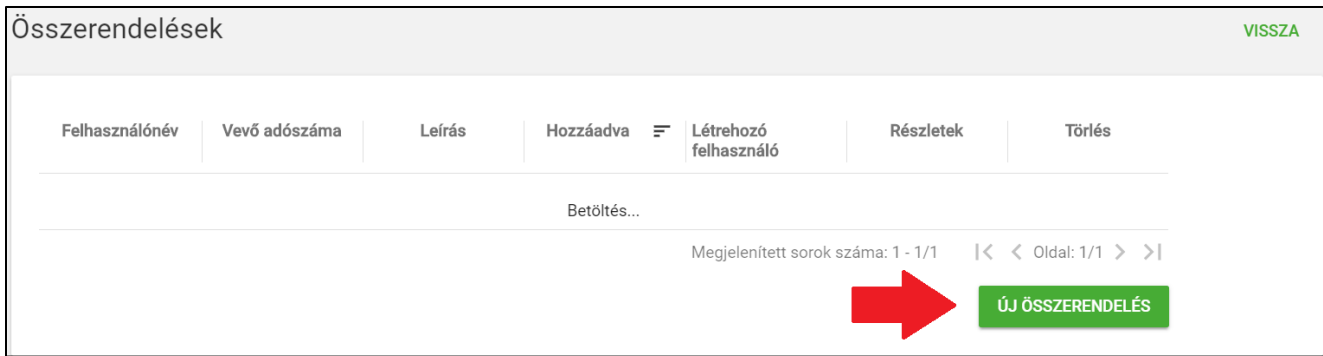 Összerendelések
VISSZA
Felhasználónév Vevő adószáma Leírás Hozzáadva Létrehozó felhasználó Részletek Törlés
Betöltés...
Megjelenített sorok száma: 1 - 1/1 Oldal: 1/1
ÚJ ÖSSZERENDELÉS